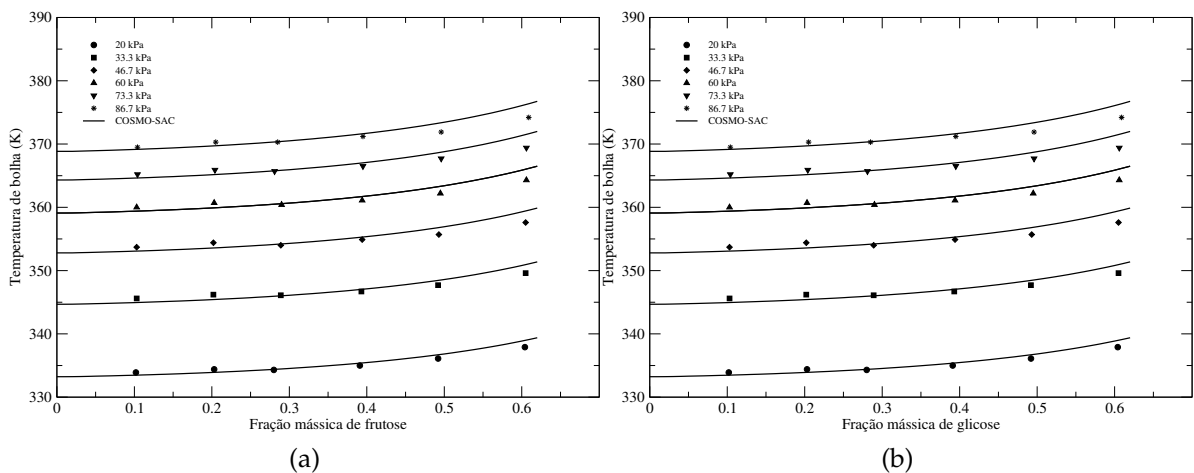 390
380
370
360
350
340
330
Temperatura de bolha (K)
20 kPa
33.3 kPa
46.7 kPa
60 kPa
73.3 kPa
86.7 kPa
COSMO-SAC
0
0.1
0.2
0.3
0.4
0.5
0.6
Fração mássica de frutose
(a)
390
380
370
360
350
340
330
Temperatura de bolha (K)
20 kPa
33.3 kPa
46.7 kPa
60 kPa
73.3 kPa
86.7 kPa
COSMO-SAC
0
0.1
0.2
0.3
0.4
0.5
0.6
Fração mássica de glicose
(b)